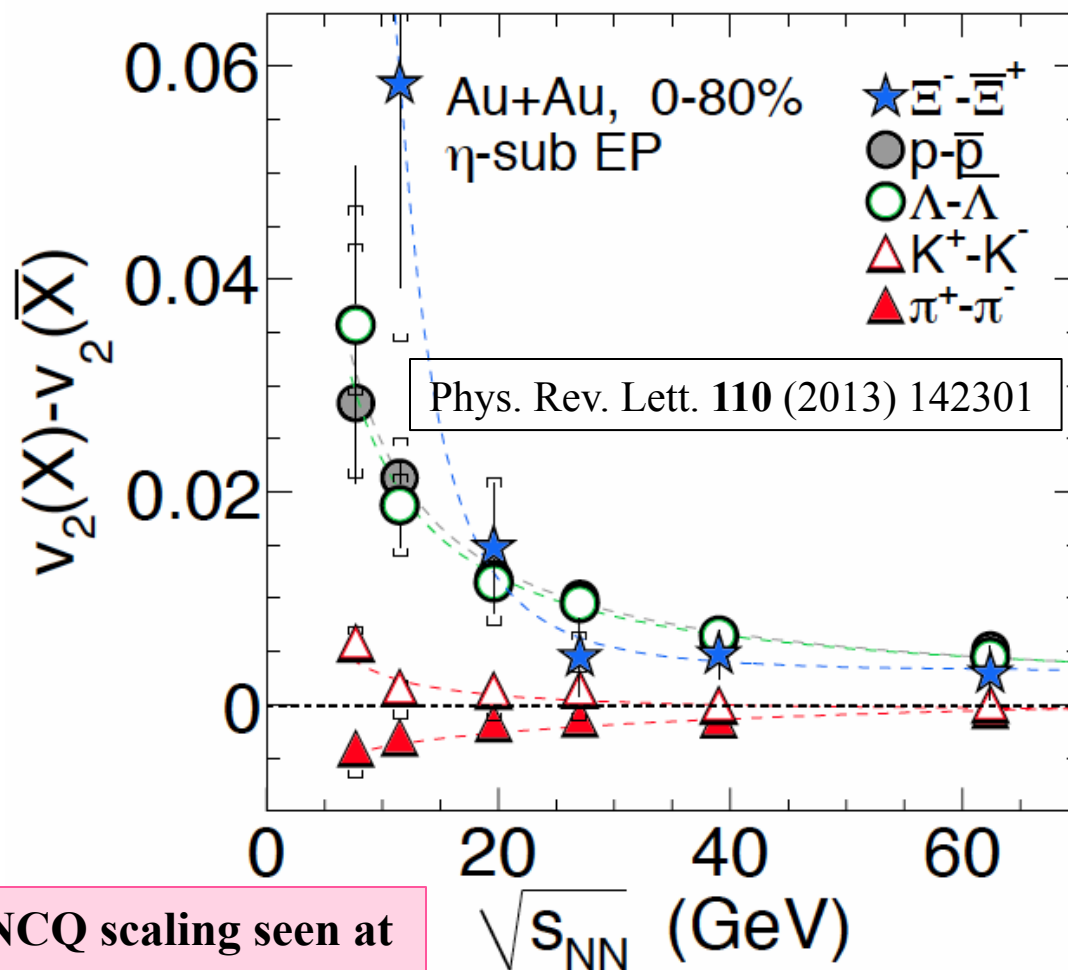 0.06
0.04
0.02
0
v₂(X)-v₂(X̅)
Au+Au, 0-80%
η-sub EP
Ξ⁻-Ξ̅⁺
p-p̅
Λ-Λ̅
K⁺-K⁻
π⁺-π⁻
Phys. Rev. Lett. 110 (2013) 142301
0 20 40 60
√sNN (GeV)
NCQ scaling seen at